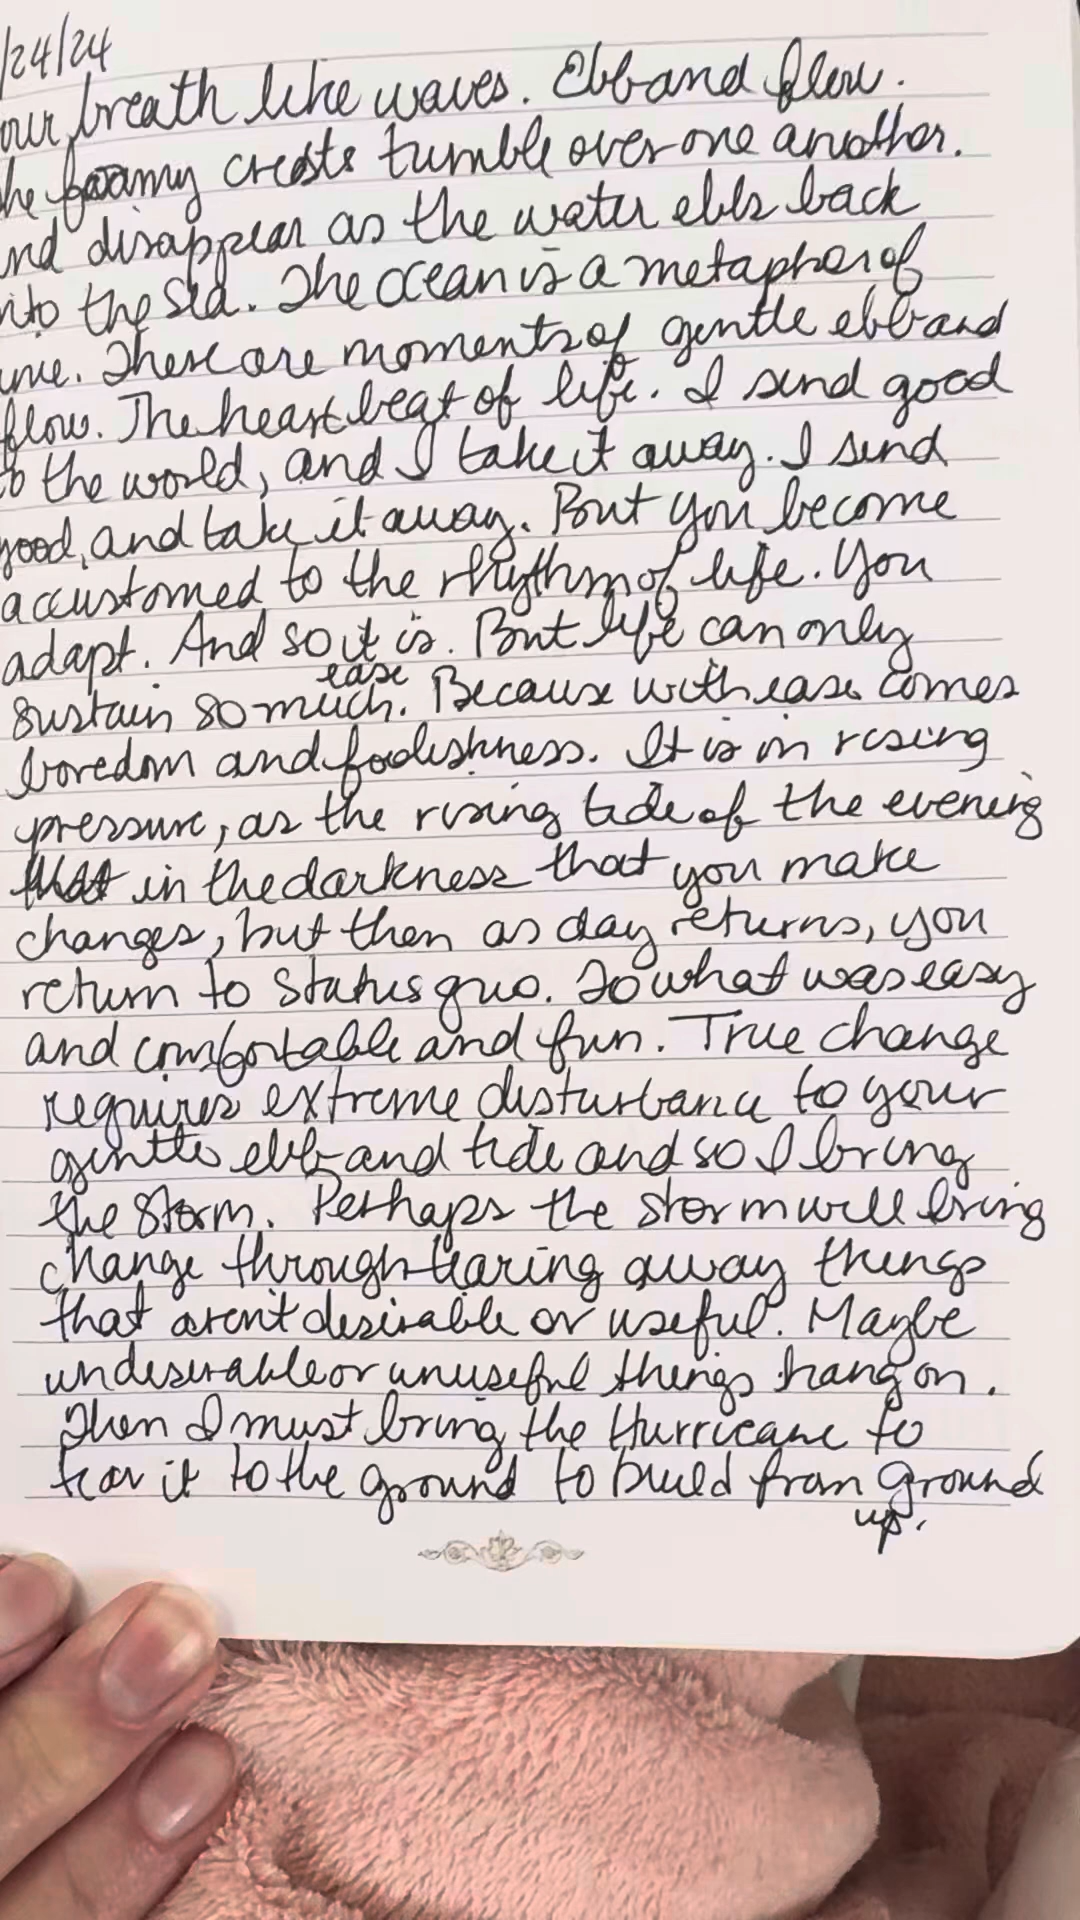 /24/24
our breath like waves. Ebb and flow.
he foamy crests tumble over one another.
nd disappear as the water ebbs back
nto the sea. The ocean is a metaphor of
There are moments of gentle ebb and
flow. The heart beat of life. I send good
to the world, and I take it away. I send
good, and take it away. But you become
accustomed to the rhythm of life. You
adapt. And so it is. But life can only
ease
sustain so much. Because with ease comes
boredom and foolishness. It is in rising
pressure, as the rising tide of the evening
in the darkness that you make
changes, but then as day returns, you
return to status quo. To what was easy
and comfortable and fun. True change
requires extreme disturbance to your
gentle ebb and tide and so I bring
the storm. Perhaps the storm will bring
change through tearing away things
that aren't desirable or useful. Maybe
undesirable or unuseful things hang on.
Then I must bring the Hurricane to
tear it to the ground to build from ground
up.